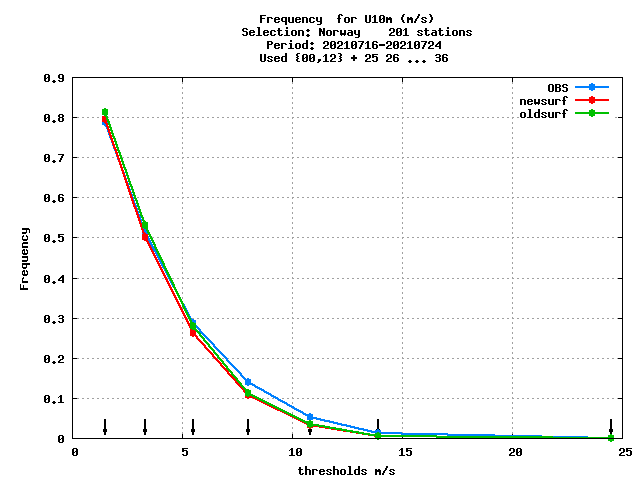 Frequency  for U10m (m/s)
Selection: Norway    201 stations
Period: 20210716-20210724
Used {00,12} + 25 26 ... 36
0.9
0.8
0.7
0.6
0.5
0.4
0.3
0.2
0.1
0
Frequency
OBS
newsurf
oldsurf
0 5 10 15 20 25
thresholds m/s